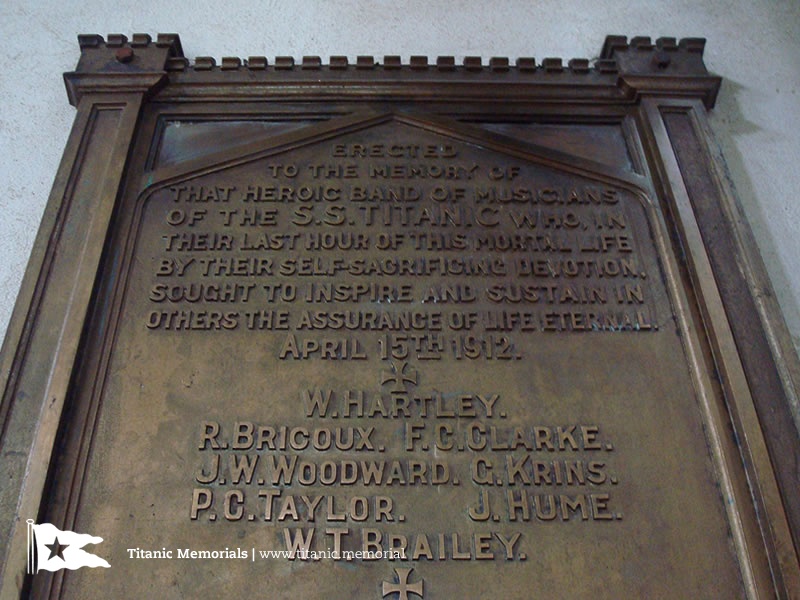 ERECTED
TO THE MEMORY OF
THAT HEROIC BAND OF MUSICIANS
OF THE S.S. TITANIC WHO, IN
THEIR LAST HOUR OF THIS MORTAL LIFE
BY THEIR SELF-SACRIFICING DEVOTION,
SOUGHT TO INSPIRE AND SUSTAIN IN
OTHERS THE ASSURANCE OF LIFE ETERNAL.
APRIL 15TH 1912.
W. HARTLEY.
R. BRICOUX. F. C. CLARKE.
J. W. WOODWARD. G. KRINS.
P. C. TAYLOR. J. HUME.
W. T. BRAILEY.
Titanic Memorials | www.titanic.memorial